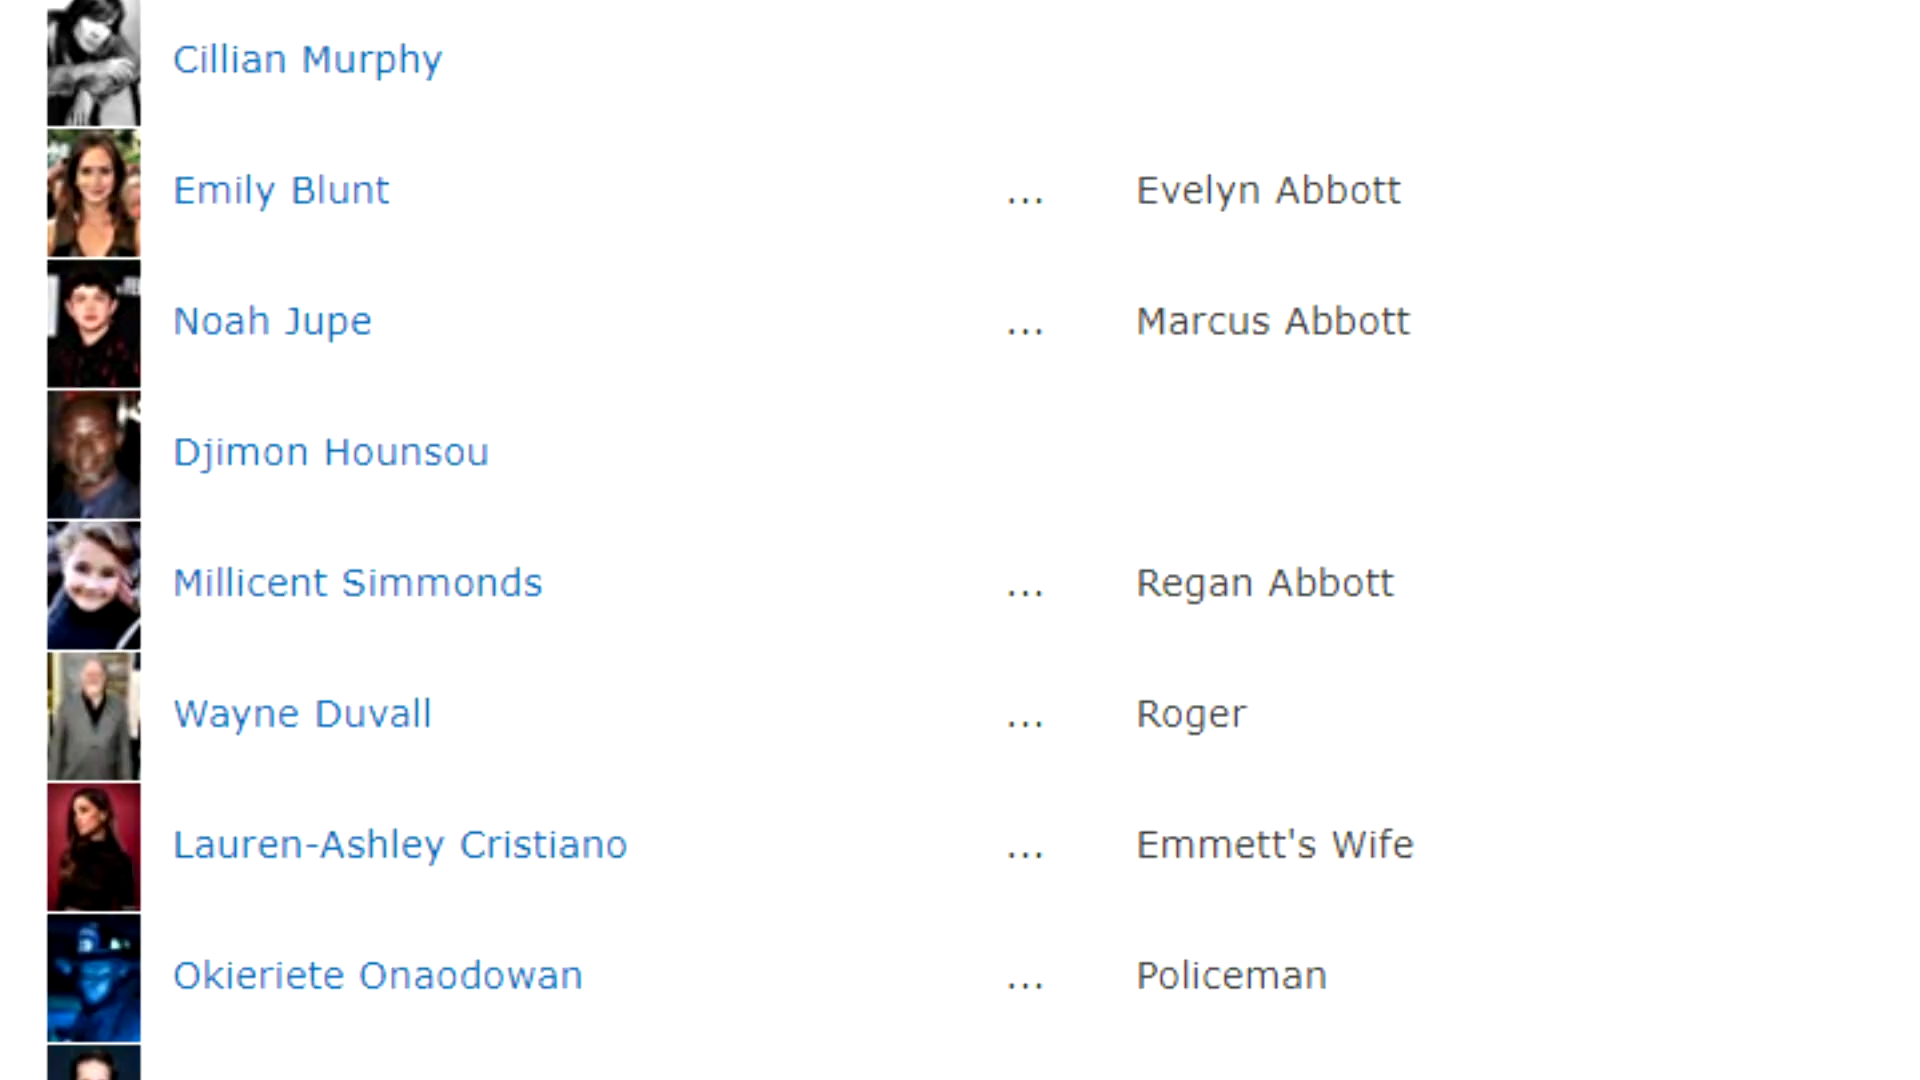 Cillian Murphy
Emily Blunt ... Evelyn Abbott
Noah Jupe ... Marcus Abbott
Djimon Hounsou
Millicent Simmonds ... Regan Abbott
Wayne Duvall ... Roger
Lauren-Ashley Cristiano ... Emmett's Wife
Okieriete Onaodowan ... Policeman